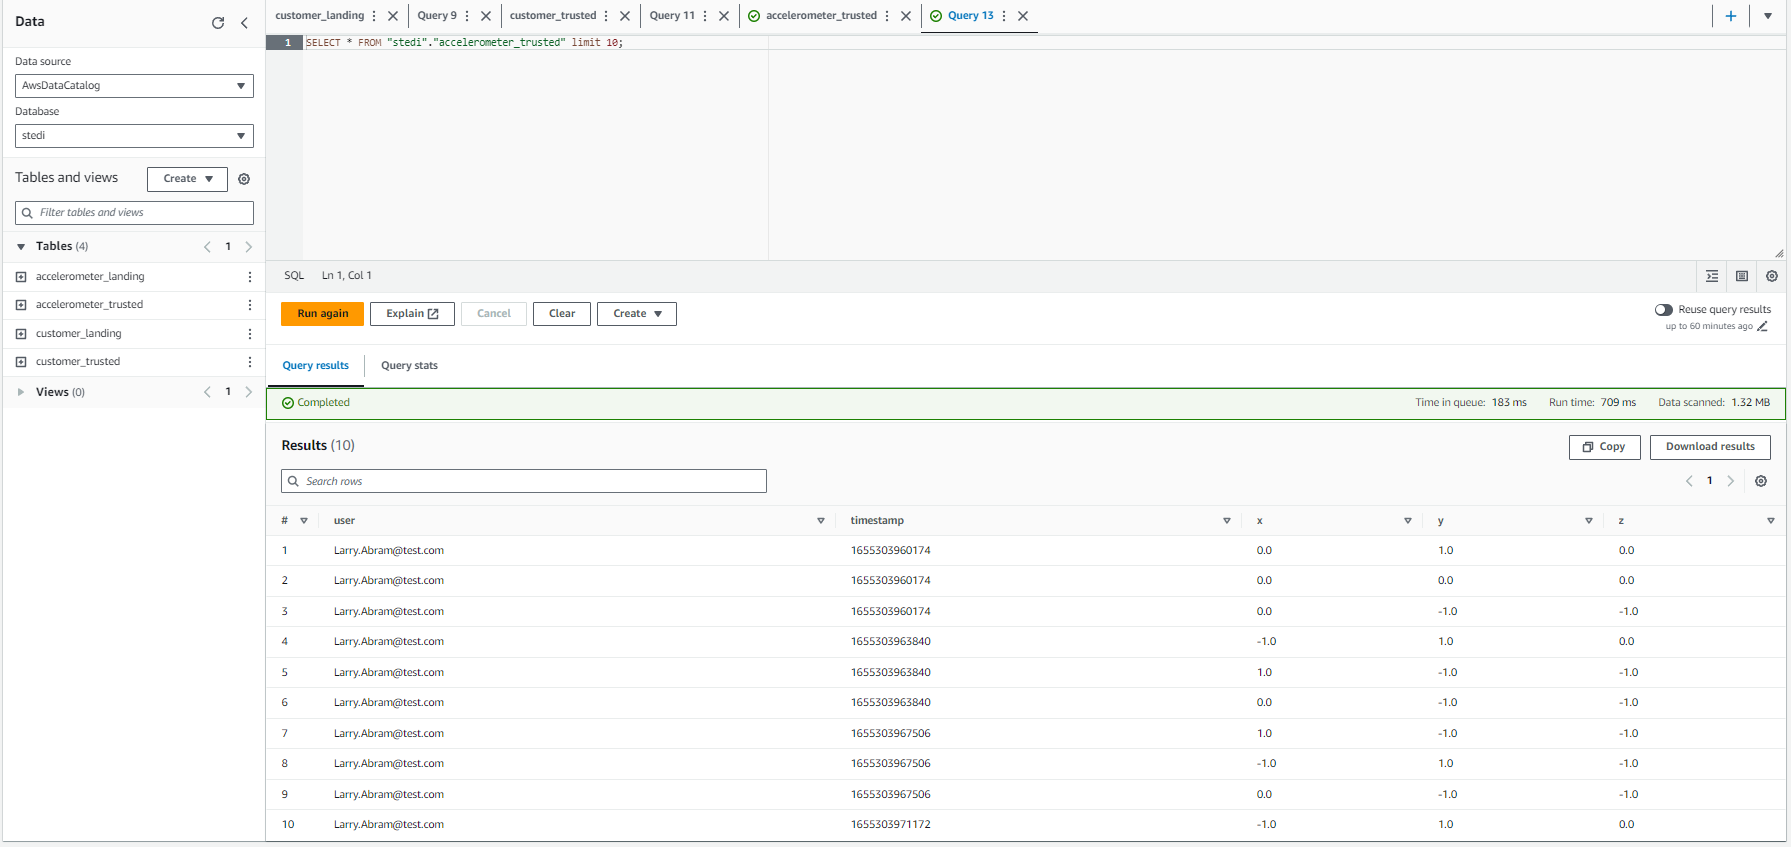 Data
customer_landing
Query 9
customer_trusted
Query 11
accelerometer_trusted
Query 13
1 SELECT * FROM "stedi"."accelerometer_trusted" limit 10;
Data source
AwsDataCatalog
Database
stedi
Tables and views
Create
Filter tables and views
Tables (4)
1
accelerometer_landing
accelerometer_trusted
customer_landing
customer_trusted
Views (0)
1
SQL Ln 1, Col 1
Run again
Explain
Cancel
Clear
Create
Reuse query results
up to 60 minutes ago
Query results
Query stats
Completed
Time in queue: 183 ms Run time: 709 ms Data scanned: 1.32 MB
Results (10)
Copy
Download results
Search rows
1
# user timestamp x y z
1 Larry.Abram@test.com 1655303960174 0.0 1.0 0.0
2 Larry.Abram@test.com 1655303960174 0.0 0.0 0.0
3 Larry.Abram@test.com 1655303960174 0.0 -1.0 -1.0
4 Larry.Abram@test.com 1655303963840 -1.0 1.0 0.0
5 Larry.Abram@test.com 1655303963840 1.0 -1.0 -1.0
6 Larry.Abram@test.com 1655303963840 0.0 -1.0 -1.0
7 Larry.Abram@test.com 1655303967506 1.0 -1.0 -1.0
8 Larry.Abram@test.com 1655303967506 -1.0 1.0 -1.0
9 Larry.Abram@test.com 1655303967506 0.0 -1.0 -1.0
10 Larry.Abram@test.com 1655303971172 -1.0 1.0 0.0